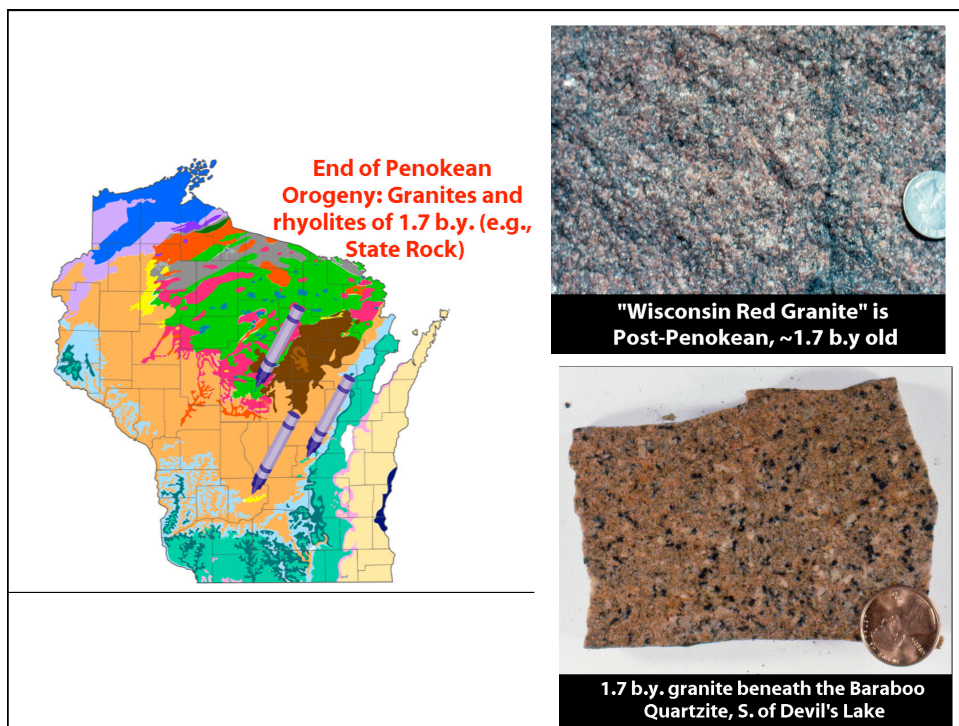 End of Penokean
Orogeny: Granites and
rhyolites of 1.7 b.y. (e.g.,
State Rock)
"Wisconsin Red Granite" is
Post-Penokean, ~1.7 b.y old
1.7 b.y. granite beneath the Baraboo
Quartzite, S. of Devil's Lake